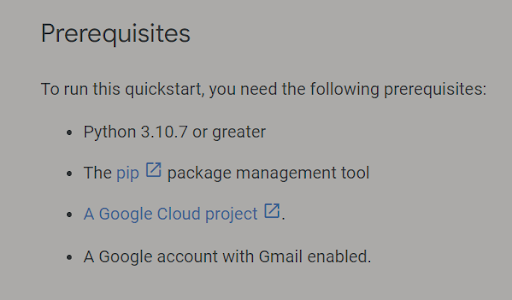 Prerequisites
To run this quickstart, you need the following prerequisites:
Python 3.10.7 or greater
The pip package management tool
A Google Cloud project.
A Google account with Gmail enabled.